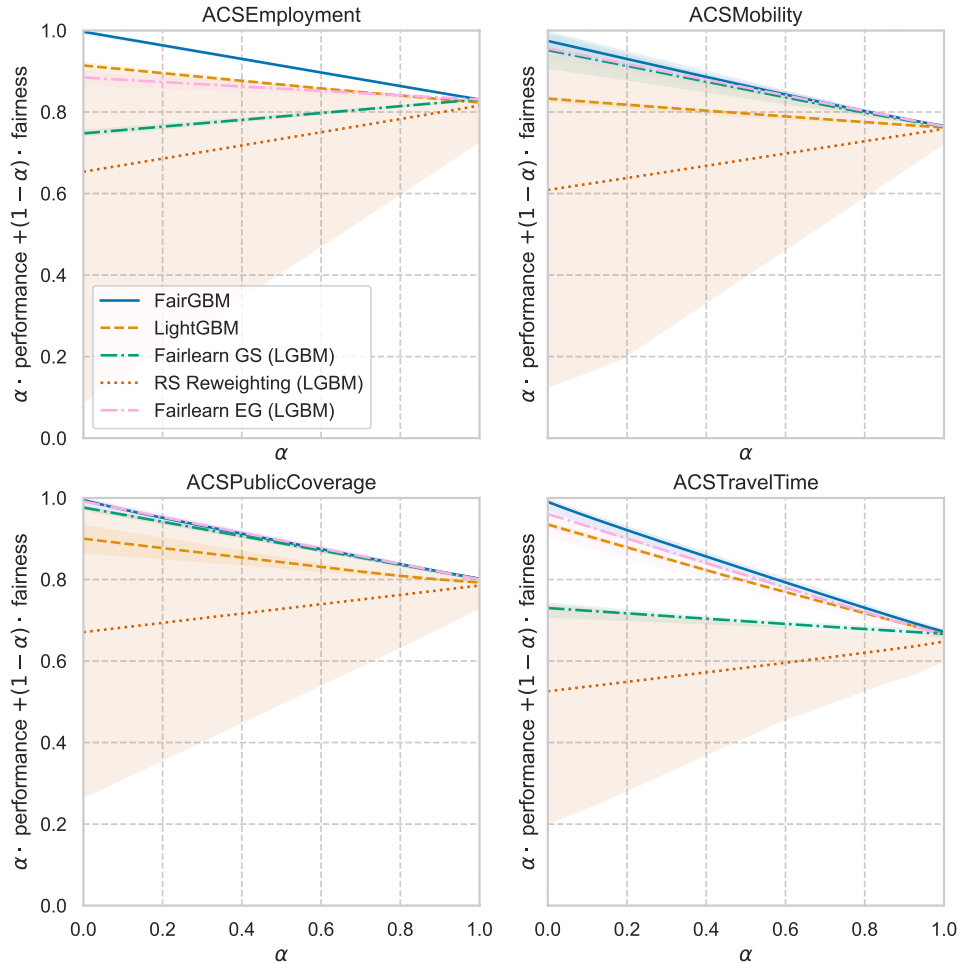 ACSEmployment
ACSMobility
α · performance +(1 − α) · fairness
1.0
0.8
0.6
0.4
0.2
0.0
FairGBM
LightGBM
Fairlearn GS (LGBM)
RS Reweighting (LGBM)
Fairlearn EG (LGBM)
α
α · performance +(1 − α) · fairness
α
ACSPublicCoverage
ACSTravelTime
α · performance +(1 − α) · fairness
1.0
0.8
0.6
0.4
0.2
0.0
0.0 0.2 0.4 0.6 0.8 1.0
α
α · performance +(1 − α) · fairness
0.0 0.2 0.4 0.6 0.8 1.0
α